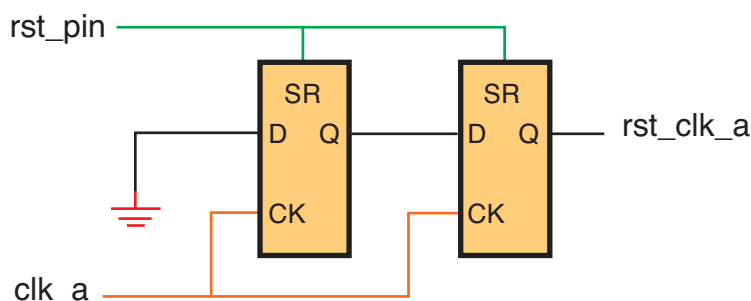 rst_pin
SR
SR
D Q
D Q
rst_clk_a
CK
CK
clk_a